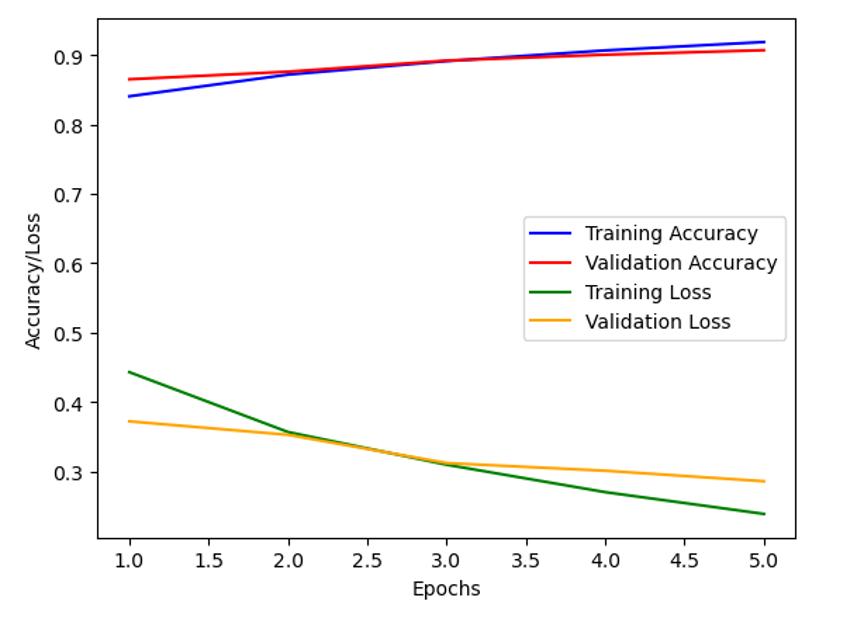 0.9
0.8
0.7
0.6
0.5
0.4
0.3
Accuracy/Loss
Training Accuracy
Validation Accuracy
Training Loss
Validation Loss
1.0 1.5 2.0 2.5 3.0 3.5 4.0 4.5 5.0
Epochs